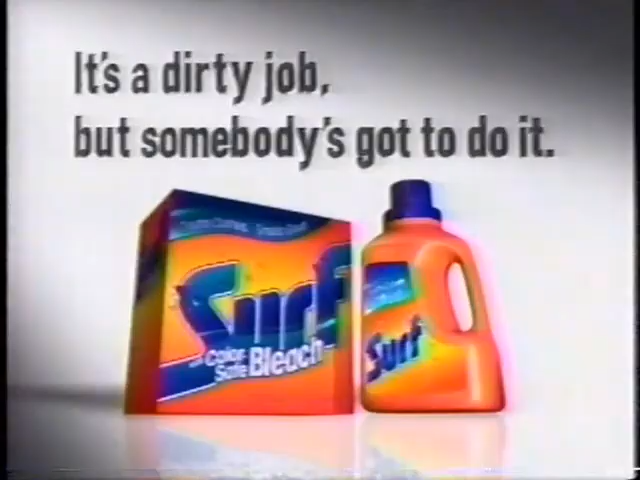 It's a dirty job,
but somebody's got to do it.
Surf
Color-
Safe Bleach
Surf